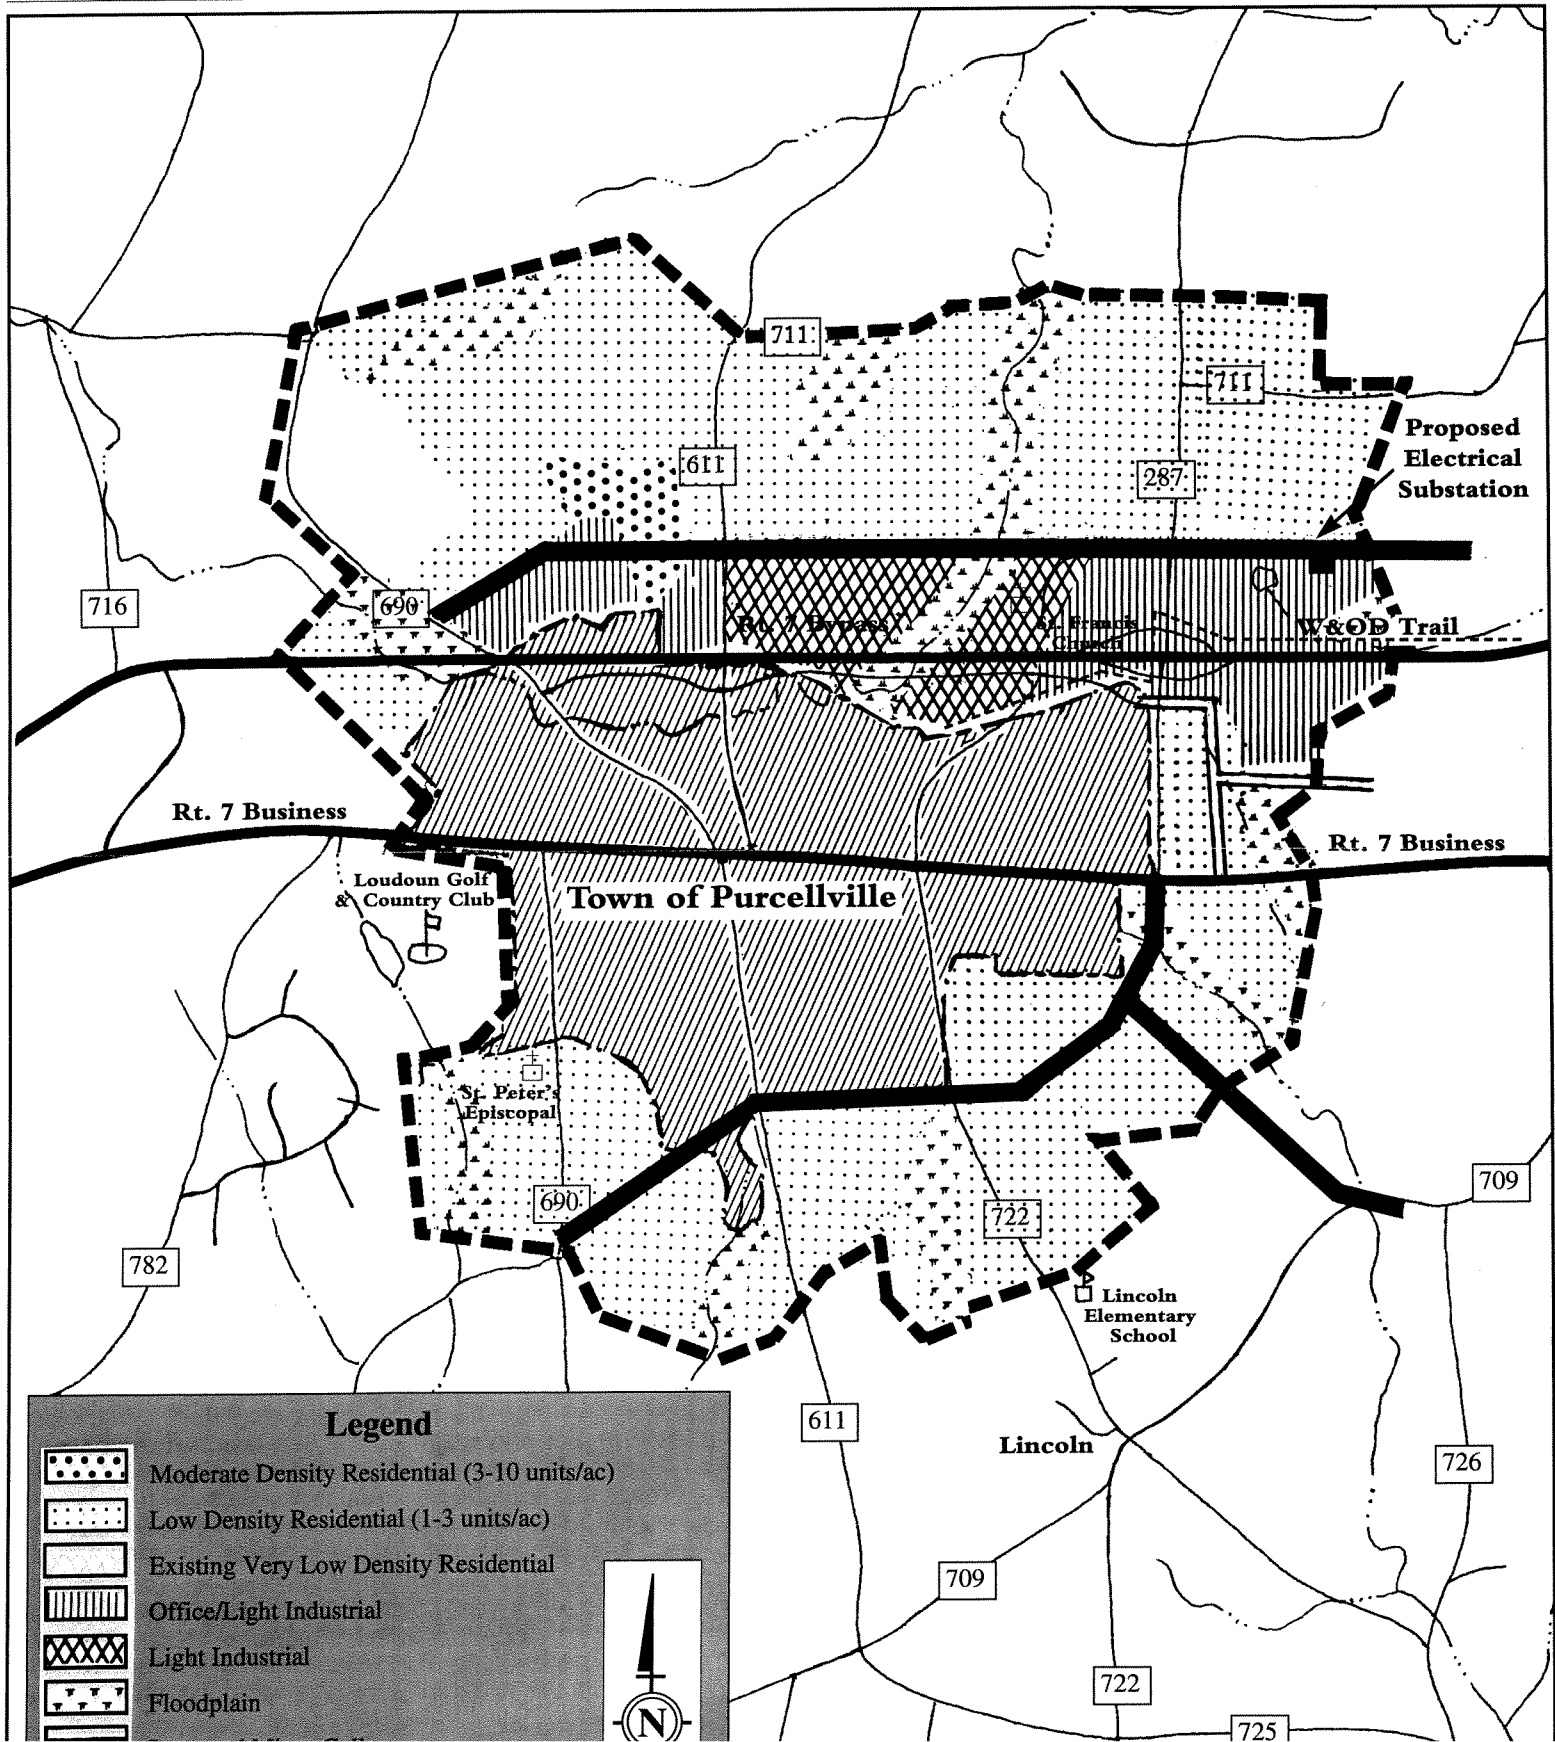 711
711
Proposed
Electrical
Substation
611
287
716
690
Rt. 7 Bypass
St. Francis
Church
W&OD Trail
Rt. 7 Business
Rt. 7 Business
Loudoun Golf
& Country Club
Town of Purcellville
St. Peter's
Episcopal
690
722
709
782
Lincoln
Elementary
School
611
Lincoln
726
709
722
725
Legend
Moderate Density Residential (3-10 units/ac)
Low Density Residential (1-3 units/ac)
Existing Very Low Density Residential
Office/Light Industrial
Light Industrial
Floodplain
N